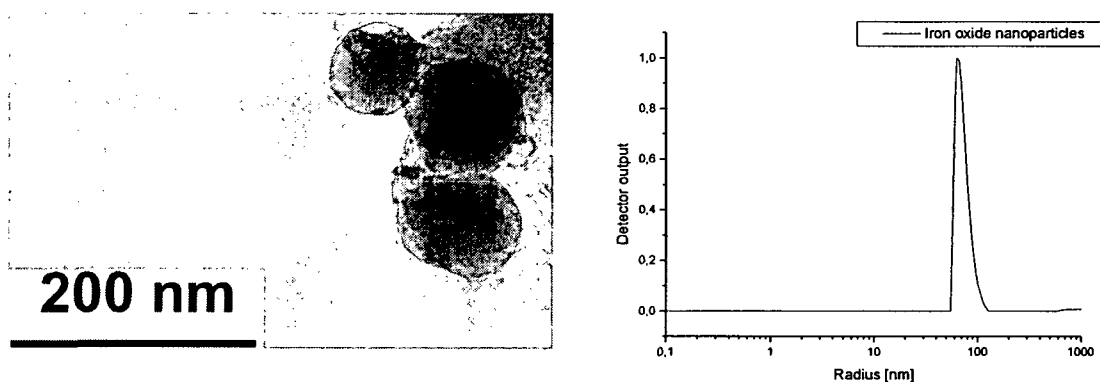 200 nm
Iron oxide nanoparticles
1,0
0,8
0,6
0,4
0,2
0,0
Detector output
0,1 1 10 100 1000
Radius [nm]